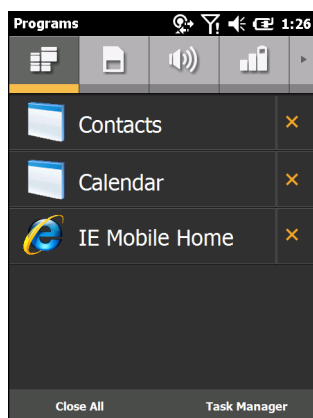 Programs 1:26
Contacts
Calendar
IE Mobile Home
Close All Task Manager